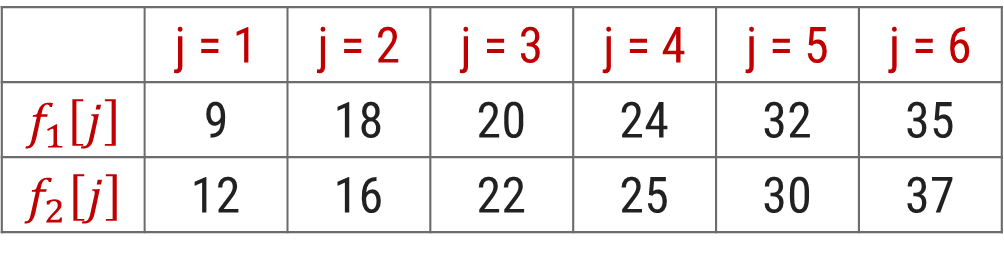 j = 1 j = 2 j = 3 j = 4 j = 5 j = 6
f₁[j] 9 18 20 24 32 35
f₂[j] 12 16 22 25 30 37